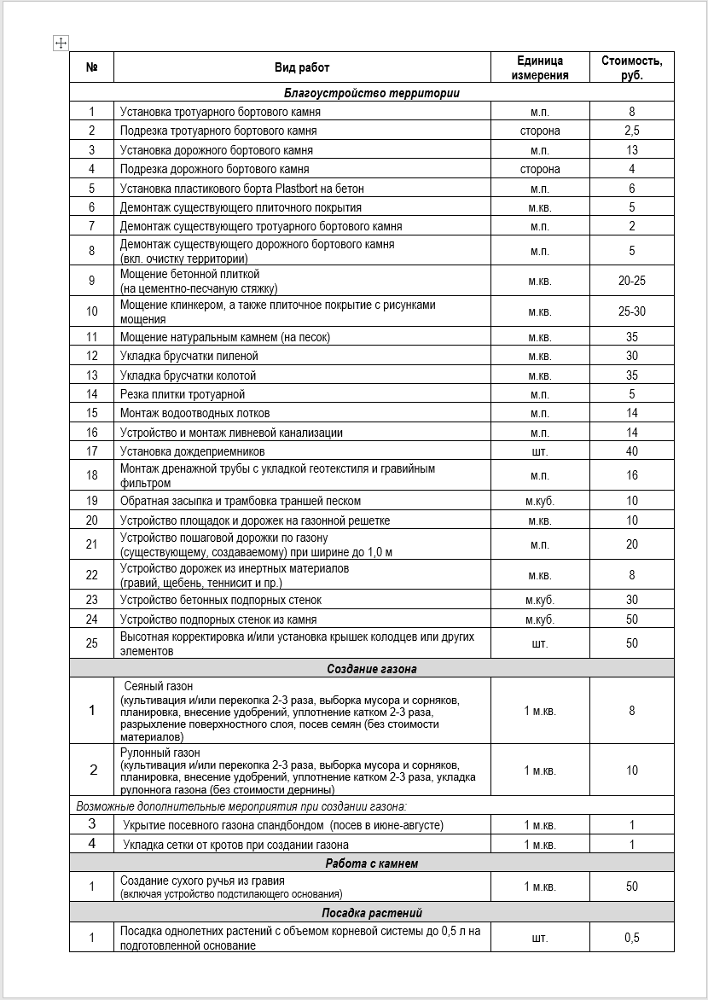 № Вид работ Единица измерения Стоимость, руб.
Благоустройство территории
1 Установка тротуарного бортового камня м.п. 8
2 Подрезка тротуарного бортового камня сторона 2,5
3 Установка дорожного бортового камня м.п. 13
4 Подрезка дорожного бортового камня сторона 4
5 Установка пластикового борта Plastbort на бетон м.п. 6
6 Демонтаж существующего плиточного покрытия м.кв. 5
7 Демонтаж существующего тротуарного бортового камня м.п. 2
8 Демонтаж существующего дорожного бортового камня
(вкл. очистку территории) м.п. 5
9 Мощение бетонной плиткой
(на цементно-песчаную стяжку) м.кв. 20-25
10 Мощение клинкером, а также плиточное покрытие с рисунками
мощения м.кв. 25-30
11 Мощение натуральным камнем (на песок) м.кв. 35
12 Укладка брусчатки пиленой м.кв. 30
13 Укладка брусчатки колотой м.кв. 35
14 Резка плитки тротуарной м.п. 5
15 Монтаж водоотводных лотков м.п. 14
16 Устройство и монтаж ливневой канализации м.п. 14
17 Установка дождеприемников шт. 40
18 Монтаж дренажной трубы с укладкой геотекстиля и гравийным
фильтром м.п. 16
19 Обратная засыпка и трамбовка траншей песком м.куб. 10
20 Устройство площадок и дорожек на газонной решетке м.кв. 10
21 Устройство пошаговой дорожки по газону
(существующему, создаваемому) при ширине до 1,0 м м.п. 20
22 Устройство дорожек из инертных материалов
(гравий, щебень, теннисит и пр.) м.кв. 8
23 Устройство бетонных подпорных стенок м.куб. 30
24 Устройство подпорных стенок из камня м.куб. 50
25 Высотная корректировка и/или установка крышек колодцев или других
элементов шт. 50
Создание газона
1 Сеяный газон
(культивация и/или перекопка 2-3 раза, выборка мусора и сорняков,
планировка, внесение удобрений, уплотнение катком 2-3 раза,
разрыхление поверхностного слоя, посев семян (без стоимости
материалов) 1 м.кв. 8
2 Рулонный газон
(культивация и/или перекопка 2-3 раза, выборка мусора и сорняков,
планировка, внесение удобрений, уплотнение катком 2-3 раза, укладка
рулоннога газона (без стоимости дернины) 1 м.кв. 10
Возможные дополнительные мероприятия при создании газона:
3 Укрытие посевного газона спандбондом (посев в июне-августе) 1 м.кв. 1
4 Укладка сетки от кротов при создании газона 1 м.кв. 1
Работа с камнем
1 Создание сухого ручья из гравия
(включая устройство подстилающего основания) 1 м.кв. 50
Посадка растений
1 Посадка однолетних растений с объемом корневой системы до 0,5 л на
подготовленной основание шт. 0,5